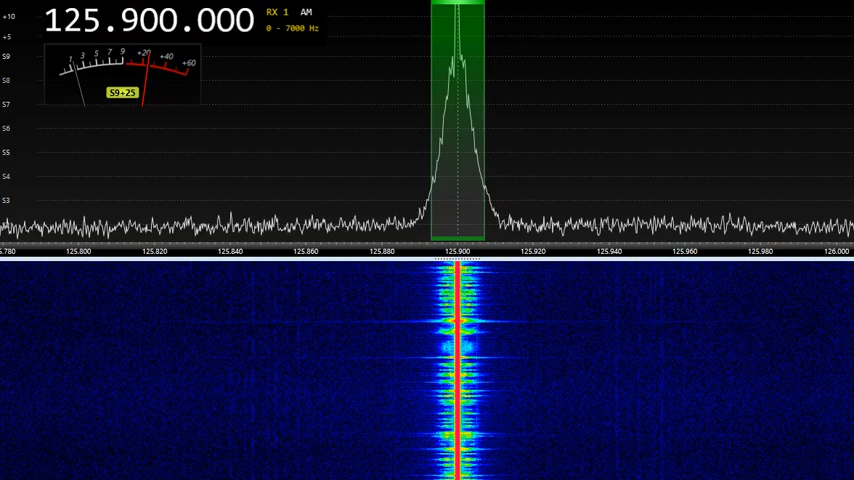 +10
125.900.000
RX 1 AM
0 - 7000 Hz
+5
S9
1 3 5 7 9 +20 +40 +60
S8
S9+25
S7
S6
S5
S4
S3
5.780 125.800 125.820 125.840 125.860 125.880 125.900 125.920 125.940 125.960 125.980 126.000